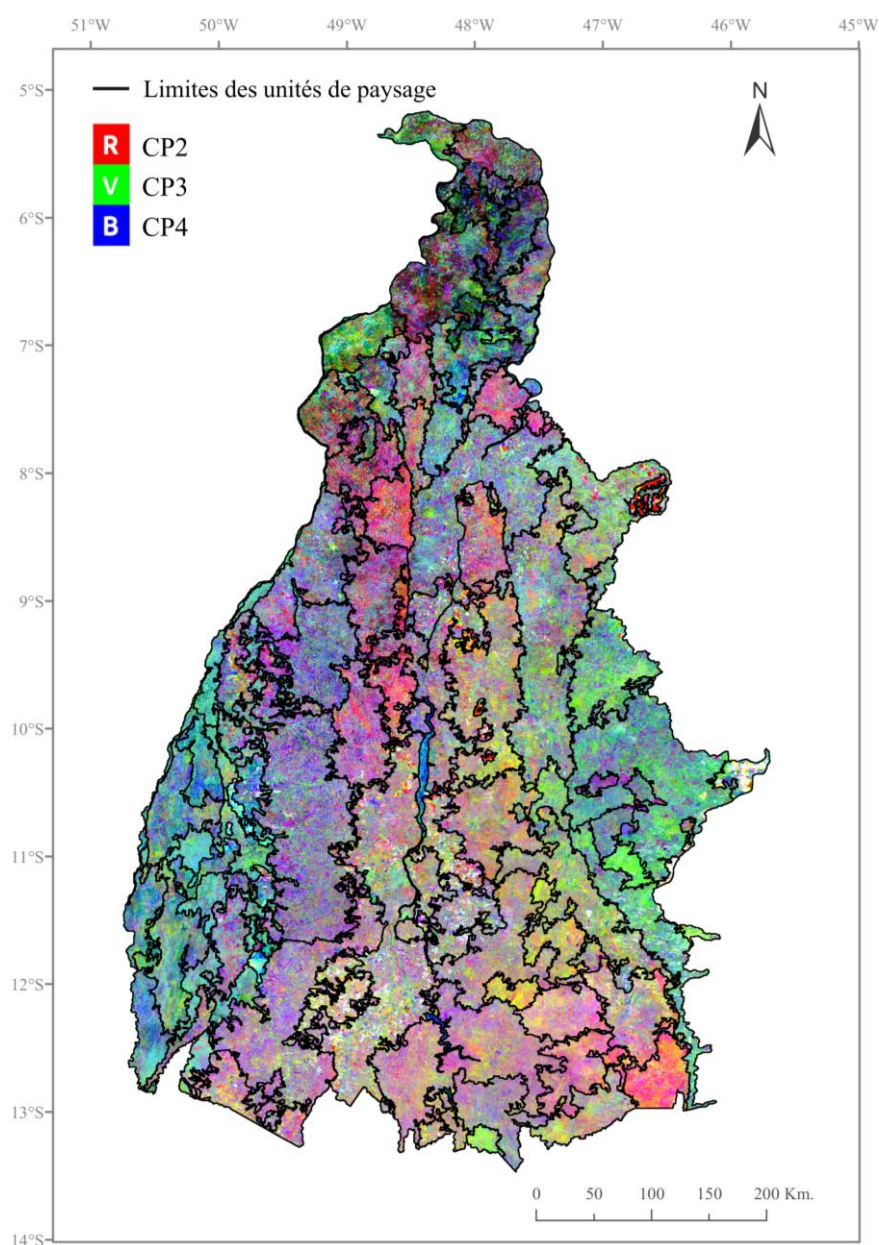 51°W 50°W 49°W 48°W 47°W 46°W 45°W
5°S
Limites des unités de paysage
N
R CP2
V CP3
B CP4
6°S
7°S
8°S
9°S
10°S
11°S
12°S
13°S
0 50 100 150 200 Km.
14°S